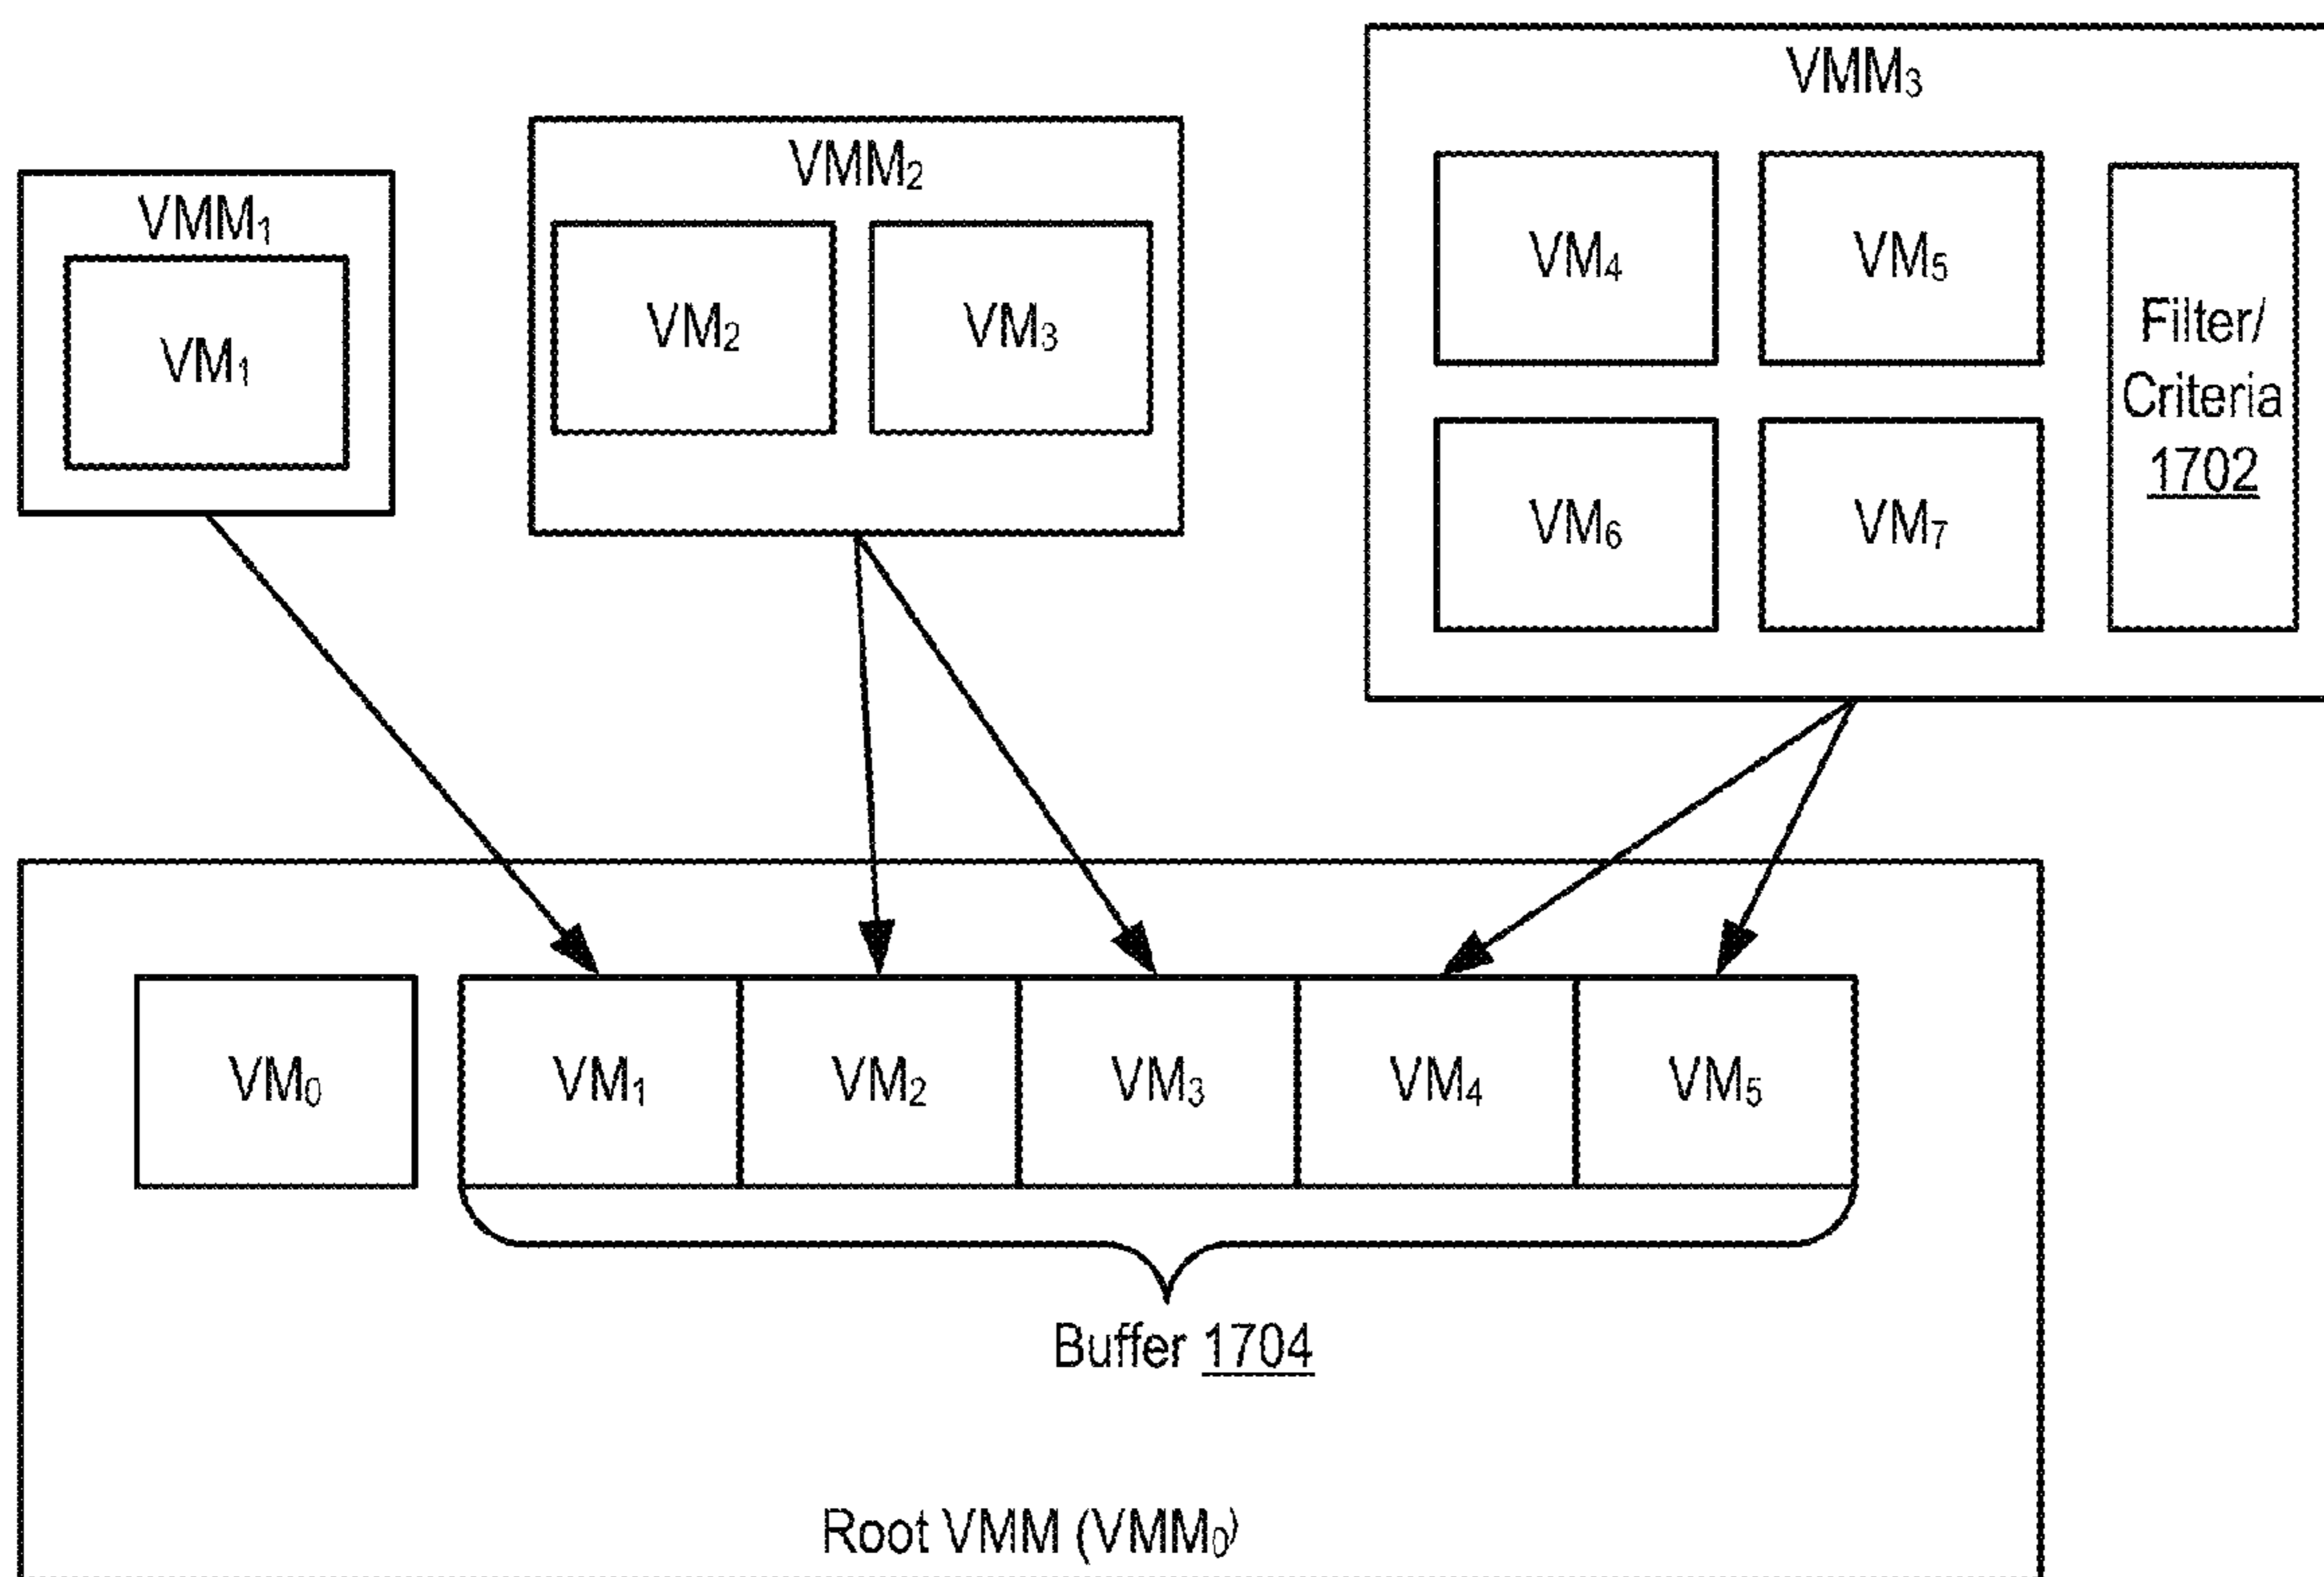 VMM₃
VMM₂
VMM₁
VM₄
VM₅
Filter/
Criteria
1702
VM₂
VM₃
VM₁
VM₆
VM₇
VM₀
VM₁
VM₂
VM₃
VM₄
VM₅
Buffer 1704
Root VMM (VMM₀)